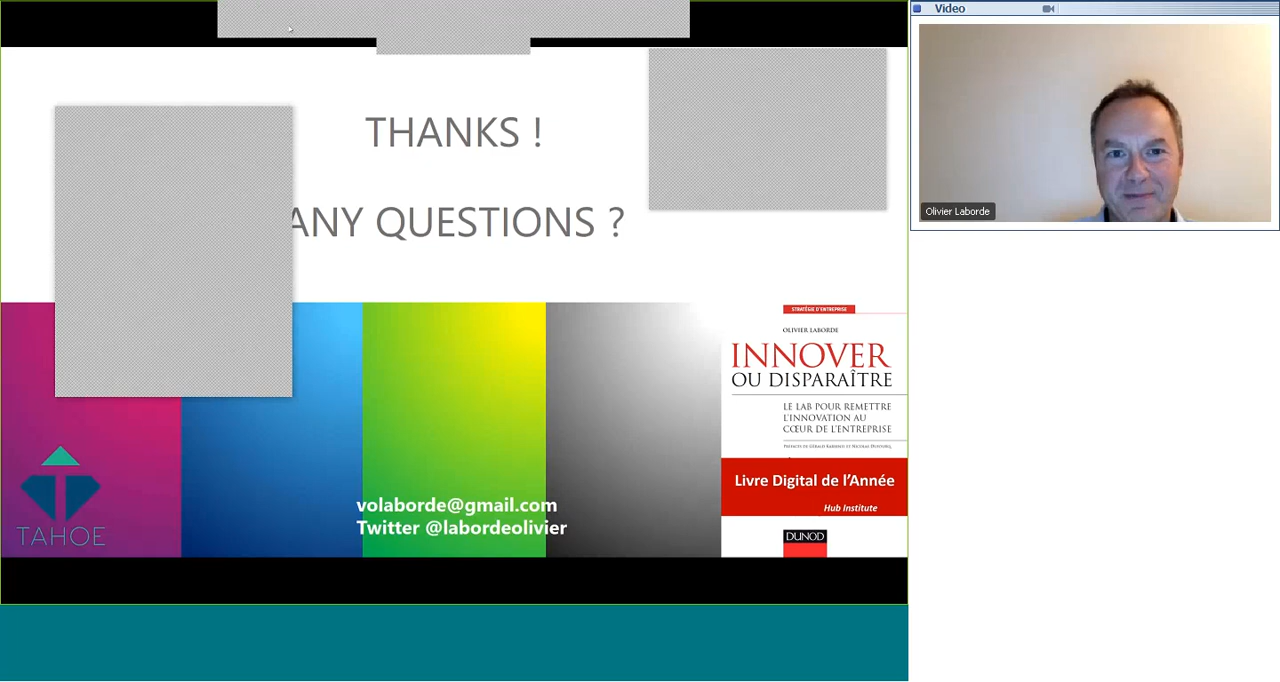 Video
THANKS !
ANY QUESTIONS ?
Olivier Laborde
STRATÉGIE D'ENTREPRISE
OLIVIER LABORDE
INNOVER
OU DISPARAÎTRE
LE LAB POUR REMETTRE
L'INNOVATION AU
CŒUR DE L'ENTREPRISE
Livre Digital de l'Année
Hub Institute
DUNOD
volaborde@gmail.com
Twitter @labordeolivier
TAHOE